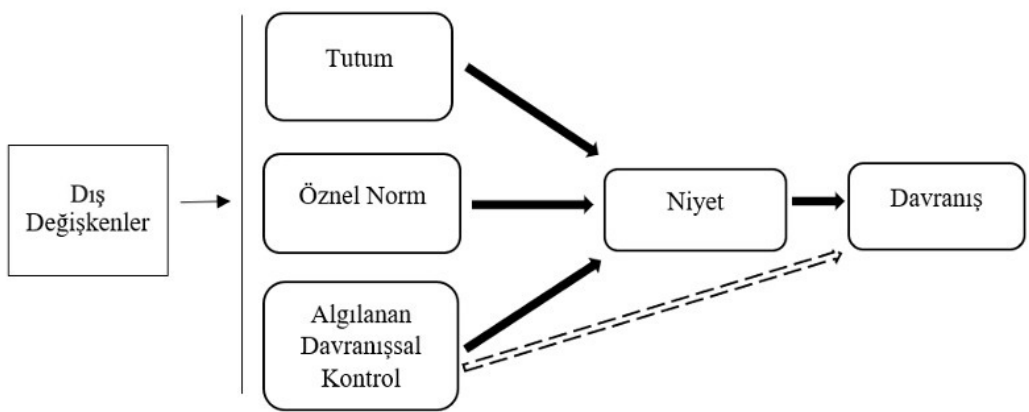 Dış
Değişkenler
Tutum
Öznel Norm
Algılanan
Davranışsal
Kontrol
Niyet
Davranış